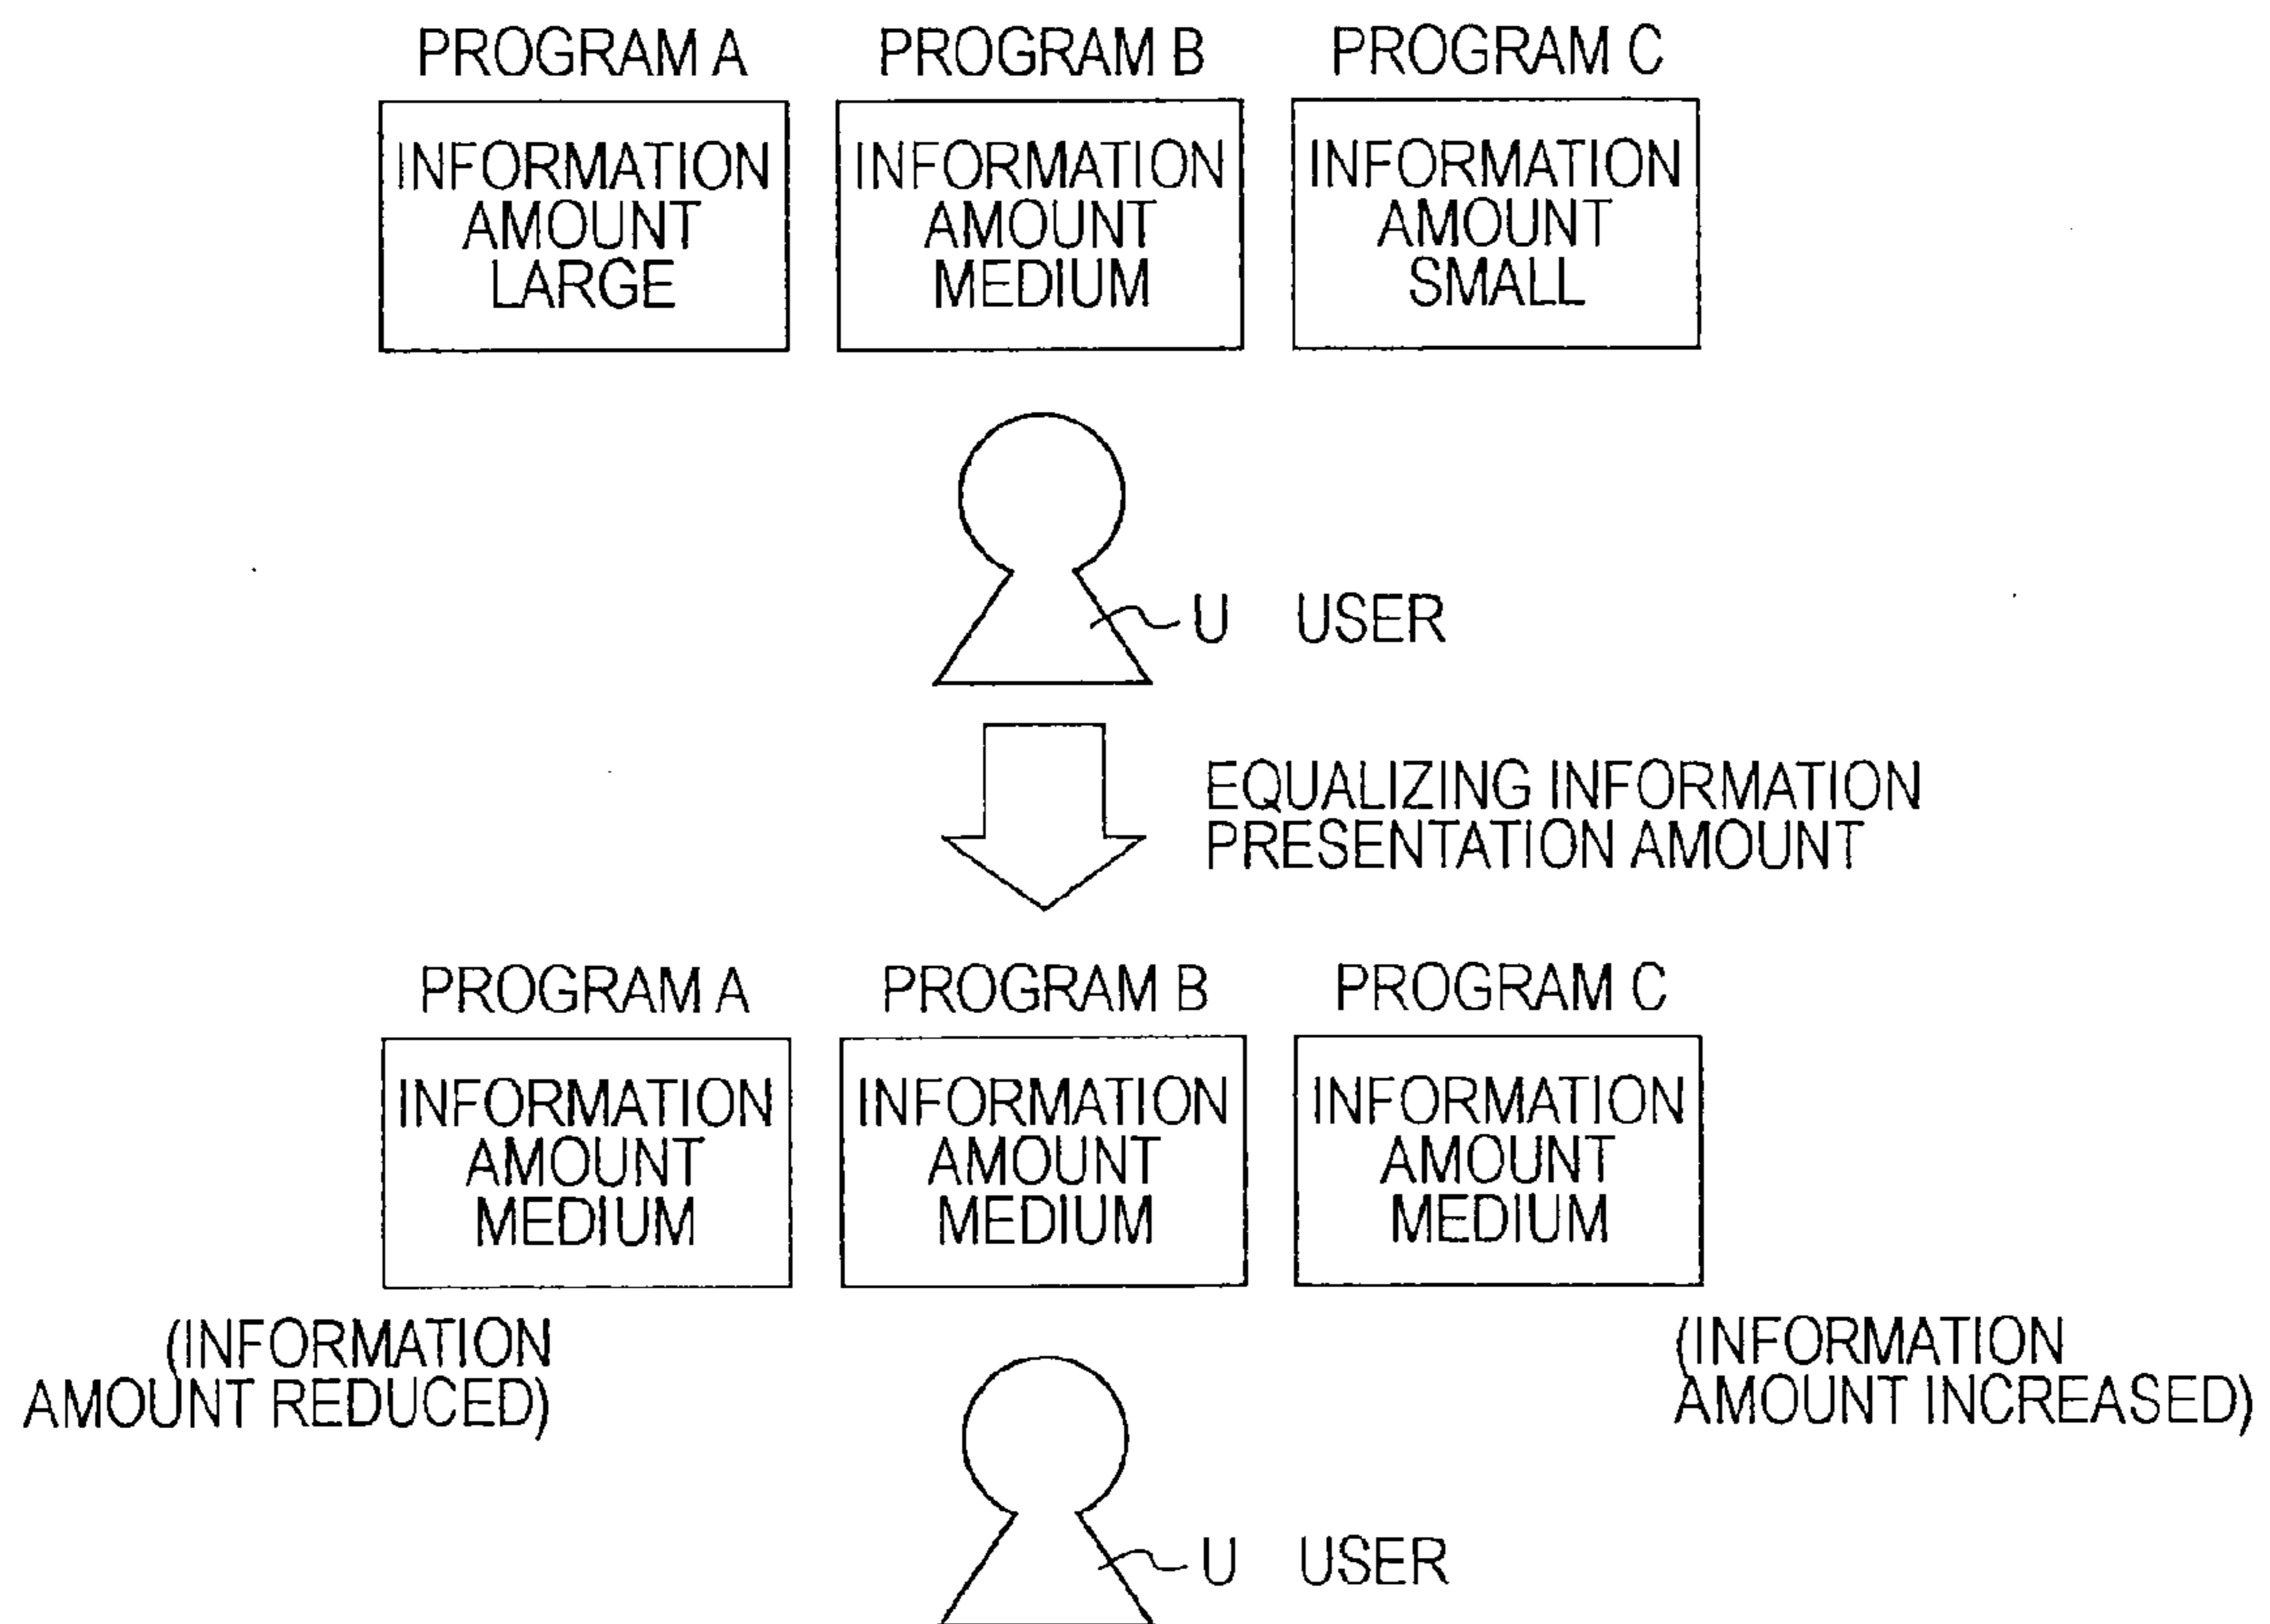 PROGRAM A
PROGRAM B
PROGRAM C
INFORMATION
AMOUNT
LARGE
INFORMATION
AMOUNT
MEDIUM
INFORMATION
AMOUNT
SMALL
U USER
EQUALIZING INFORMATION
PRESENTATION AMOUNT
PROGRAM A
PROGRAM B
PROGRAM C
INFORMATION
AMOUNT
MEDIUM
INFORMATION
AMOUNT
MEDIUM
INFORMATION
AMOUNT
MEDIUM
(INFORMATION
AMOUNT REDUCED)
(INFORMATION
AMOUNT INCREASED)
U USER